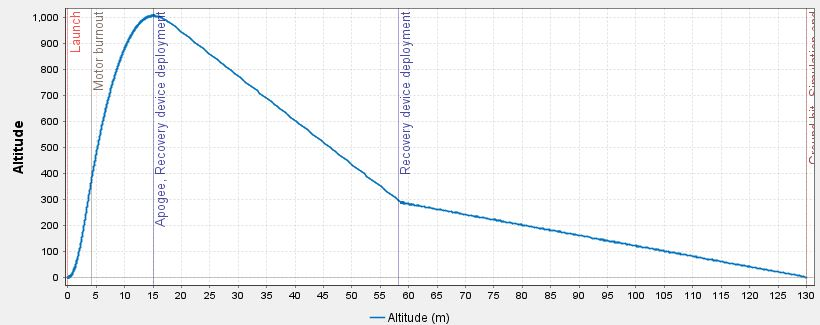 1,000
900
800
700
600
500
400
300
200
100
0
Altitude
Launch
Motor burnout
Apogee, Recovery device deployment
Recovery device deployment
0 5 10 15 20 25 30 35 40 45 50 55 60 65 70 75 80 85 90 95 100 105 110 115 120 125 130
Altitude (m)